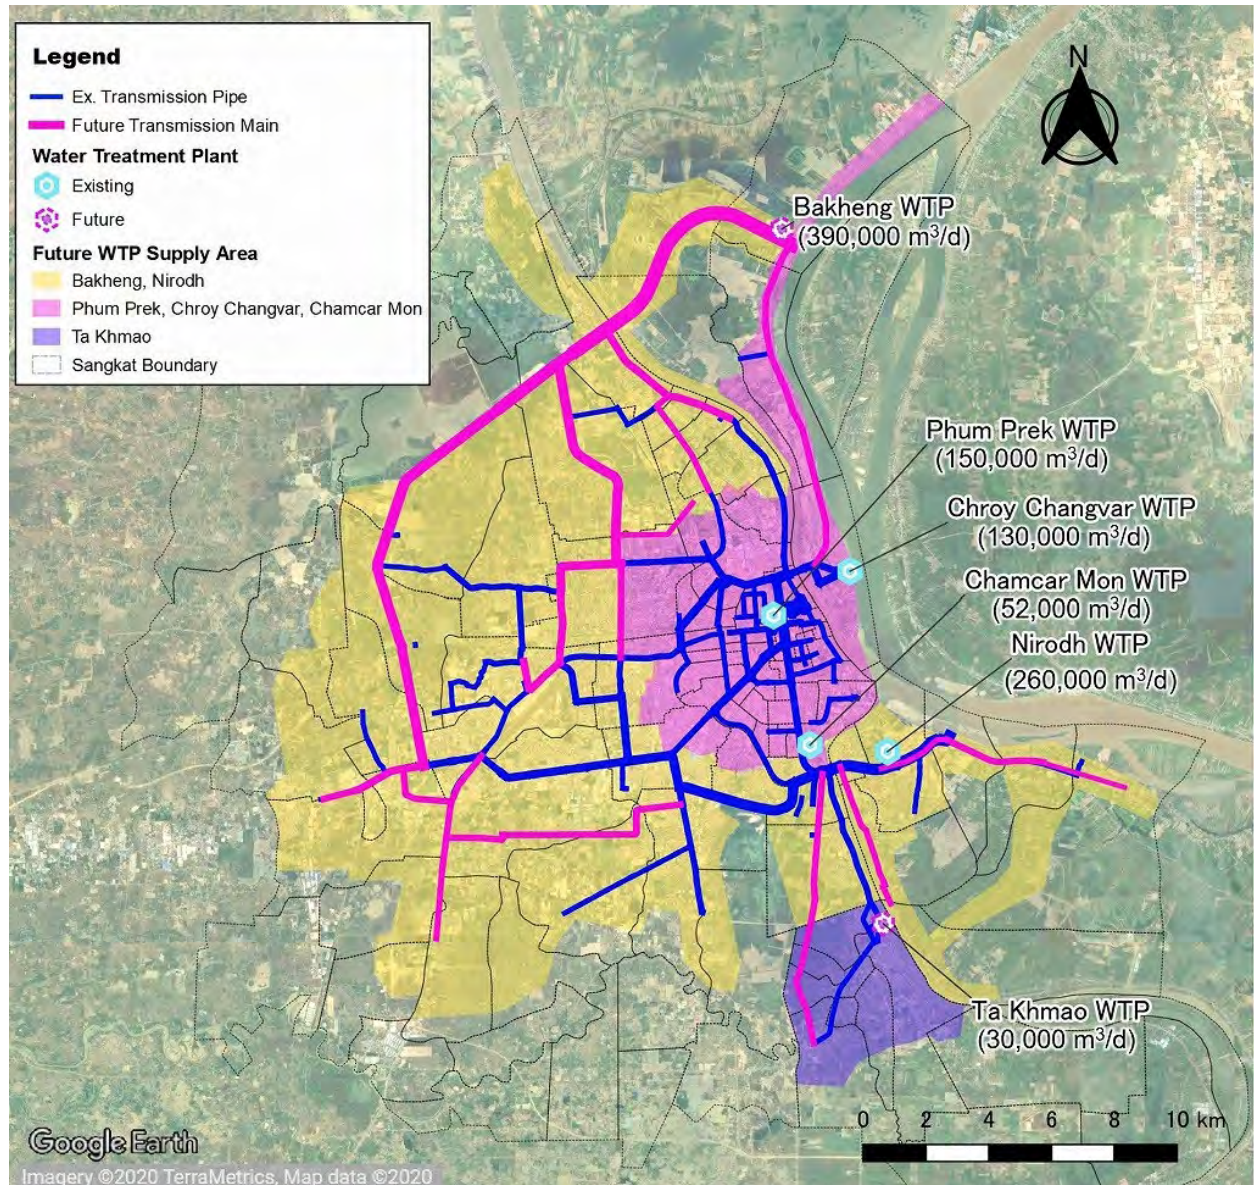 Legend
Ex. Transmission Pipe
Future Transmission Main
Water Treatment Plant
Existing
Future
Future WTP Supply Area
Bakheng, Nirodh
Phum Prek, Chroy Changvar, Chamcar Mon
Ta Khmao
Sangkat Boundary
N
Bakheng WTP
(390,000 m³/d)
Phum Prek WTP
(150,000 m³/d)
Chroy Changvar WTP
(130,000 m³/d)
Chamcar Mon WTP
(52,000 m³/d)
Nirodh WTP
(260,000 m³/d)
Ta Khmao WTP
(30,000 m³/d)
0 2 4 6 8 10 km
Google Earth
Imagery ©2020 TerraMetrics, Map data ©2020